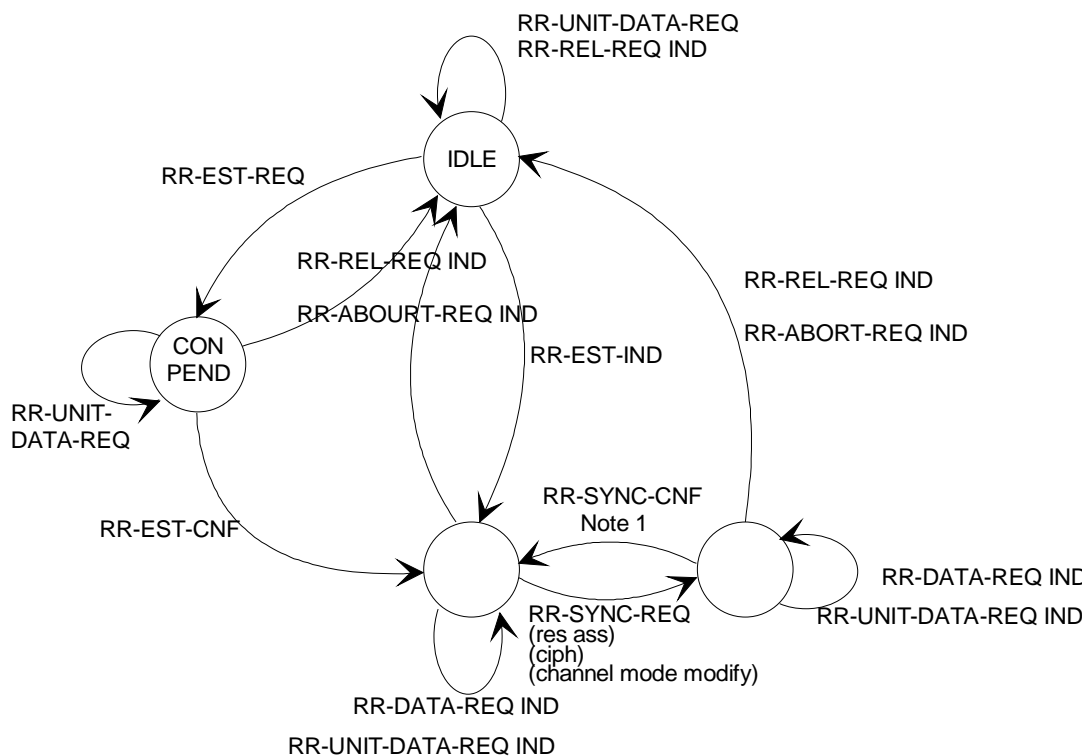 RR-UNIT-DATA-REQ
RR-REL-REQ IND
IDLE
RR-EST-REQ
RR-REL-REQ IND
RR-ABOURT-REQ IND
RR-REL-REQ IND
RR-ABORT-REQ IND
RR-EST-IND
CON
PEND
RR-UNIT-
DATA-REQ
RR-EST-CNF
RR-SYNC-CNF
Note 1
RR-SYNC-REQ
(res ass)
(ciph)
(channel mode modify)
RR-DATA-REQ IND
RR-UNIT-DATA-REQ IND
RR-DATA-REQ IND
RR-UNIT-DATA-REQ IND